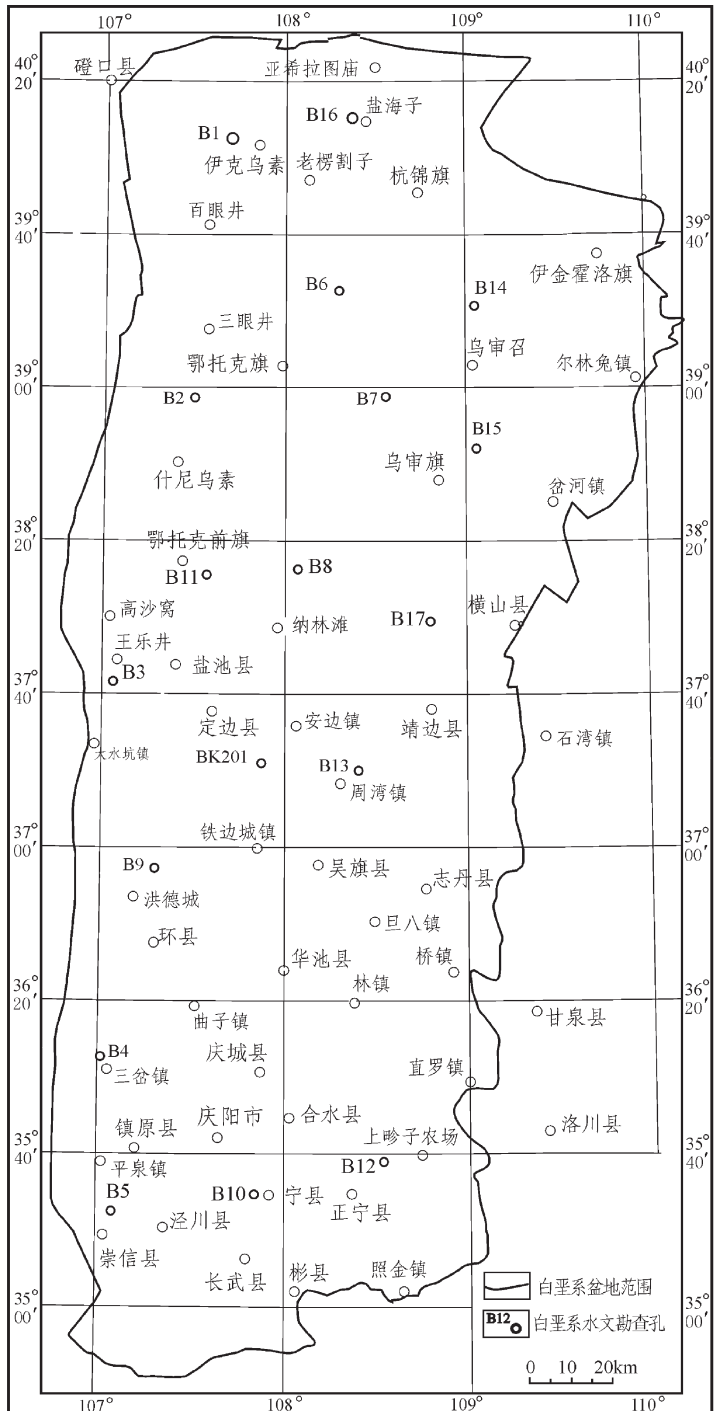 107° 108° 109° 110°
40° 20′
40° 20′
磴口县
亚希拉图庙
B16 盐海子
B1
伊克乌素 老楞割子
杭锦旗
百眼井
39° 40′
39° 40′
伊金霍洛旗
B6
B14
三眼井
乌审召
鄂托克旗
尔林兔镇
39° 00′
39° 00′
B2
B7
B15
乌审旗
什尼乌素
岔河镇
38° 20′
38° 20′
鄂托克前旗
B11
B8
高沙窝
横山县
纳林滩
B17
王乐井
盐池县
B3
37° 40′
37° 40′
定边县
安边镇
靖边县
石湾镇
大水坑镇
BK201
B13
周湾镇
铁边城镇
37° 00′
37° 00′
B9
吴旗县
志丹县
洪德城
旦八镇
环县
华池县
桥镇
林镇
36° 20′
36° 20′
曲子镇
甘泉县
庆城县
B4
三岔镇
直罗镇
庆阳市
合水县
洛川县
镇原县
上畛子农场
35° 40′
35° 40′
平泉镇
B12
B5
B10
宁县
正宁县
泾川县
崇信县
长武县
彬县
照金镇
35° 00′
35° 00′
白垩系盆地范围
B12 白垩系水文勘查孔
0 10 20km
107° 108° 109° 110°